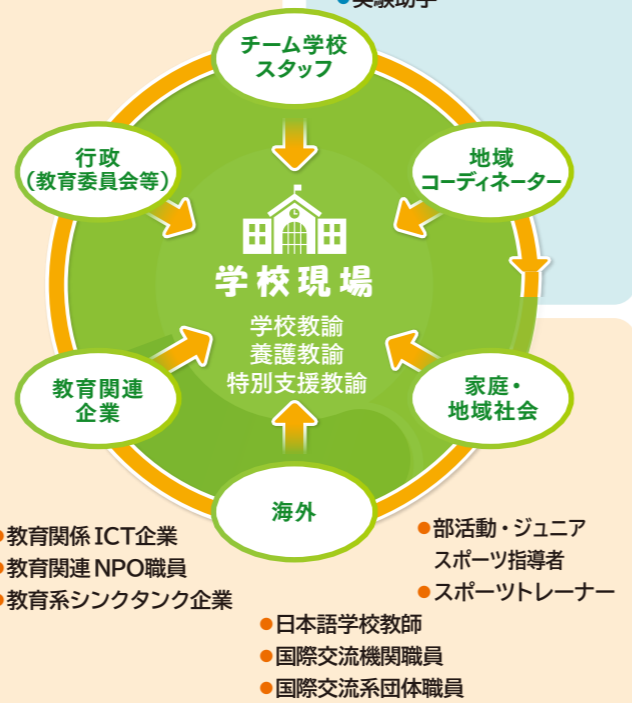 ●実験助手
チーム学校
スタッフ
行政
(教育委員会等)
地域
コーディネーター
学校現場
学校教諭
養護教諭
特別支援教諭
教育関連
企業
家庭・
地域社会
海外
●教育関係 ICT企業
●教育関連 NPO職員
●教育系シンクタンク企業
●部活動・ジュニア
スポーツ指導者
●スポーツトレーナー
●日本語学校教師
●国際交流機関職員
●国際交流系団体職員